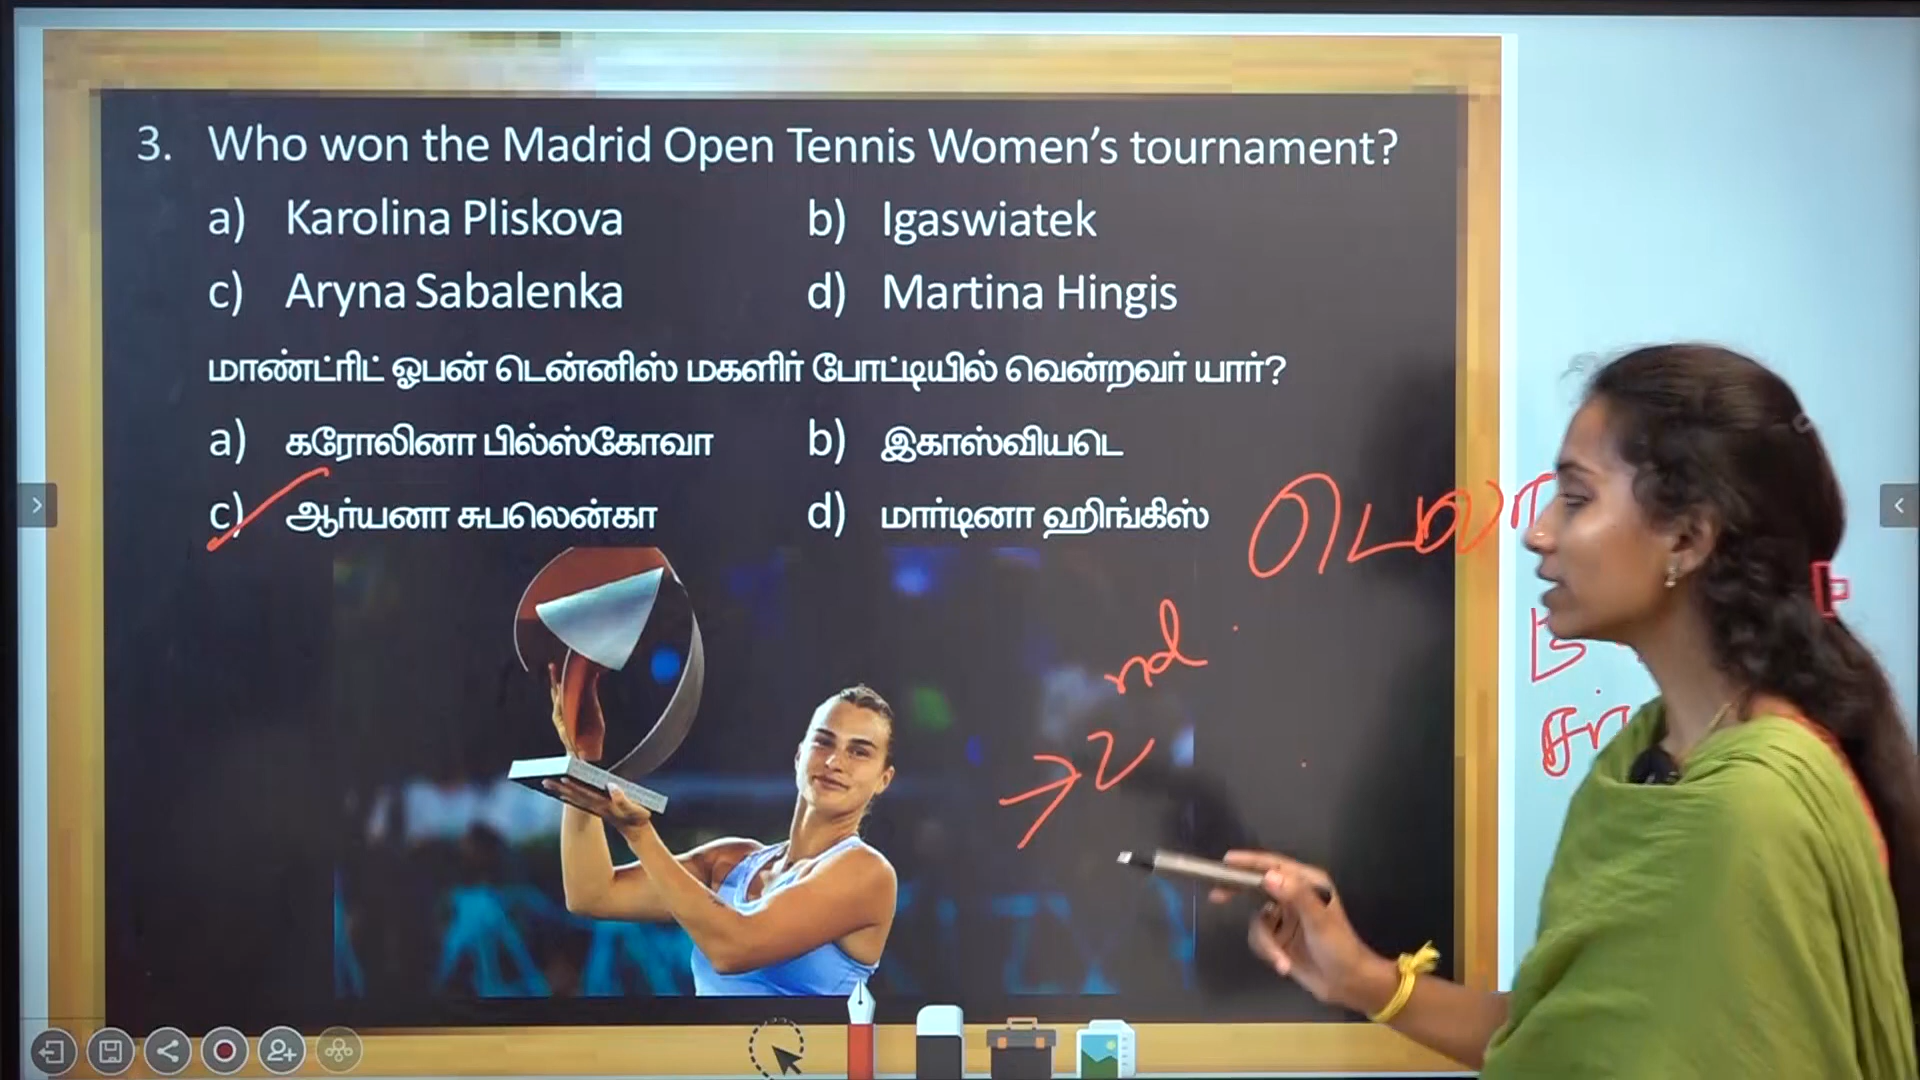 3. Who won the Madrid Open Tennis Women's tournament?
a) Karolina Pliskova b) Igaswiatek
c) Aryna Sabalenka d) Martina Hingis
மாண்ட்ரிட் ஓபன் டென்னிஸ் மகளிர் போட்டியில் வென்றவர் யார்?
a) கரோலினா பில்ஸ்கோவா b) இகாஸ்வியடெ
c) ஆர்யனா சுபலென்கா d) மார்டினா ஹிங்கிஸ்
2nd